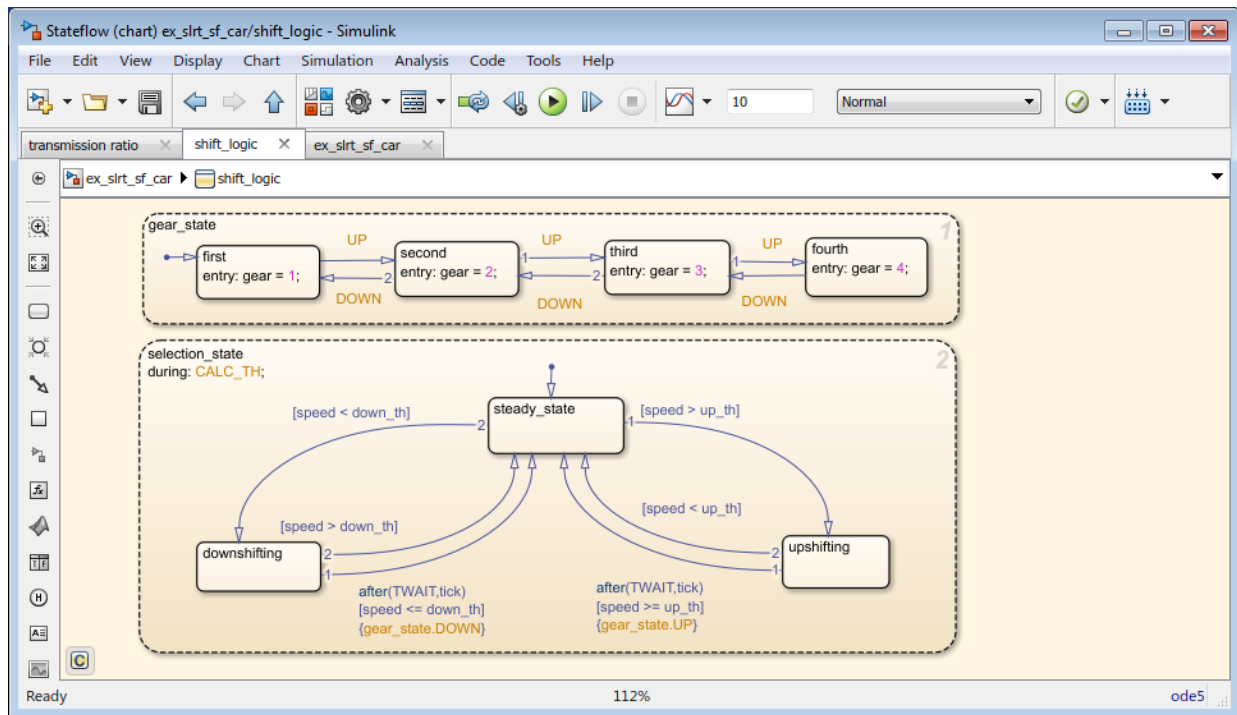 Stateflow (chart) ex_slrt_sf_car/shift_logic - Simulink
File Edit View Display Chart Simulation Analysis Code Tools Help
10 Normal
transmission ratio shift_logic ex_slrt_sf_car
ex_slrt_sf_car shift_logic
gear_state 1
first
entry: gear = 1;
UP
DOWN
2
second
entry: gear = 2;
1
UP
DOWN
2
third
entry: gear = 3;
1
UP
DOWN
fourth
entry: gear = 4;
selection_state 2
during: CALC_TH;
steady_state
[speed < down_th] 2
1 [speed > up_th]
[speed > down_th]
[speed < up_th]
downshifting 2
1
2 upshifting
1
after(TWAIT,tick)
[speed <= down_th]
{gear_state.DOWN}
after(TWAIT,tick)
[speed >= up_th]
{gear_state.UP}
fx
TF
H
A
C
Ready 112% ode5